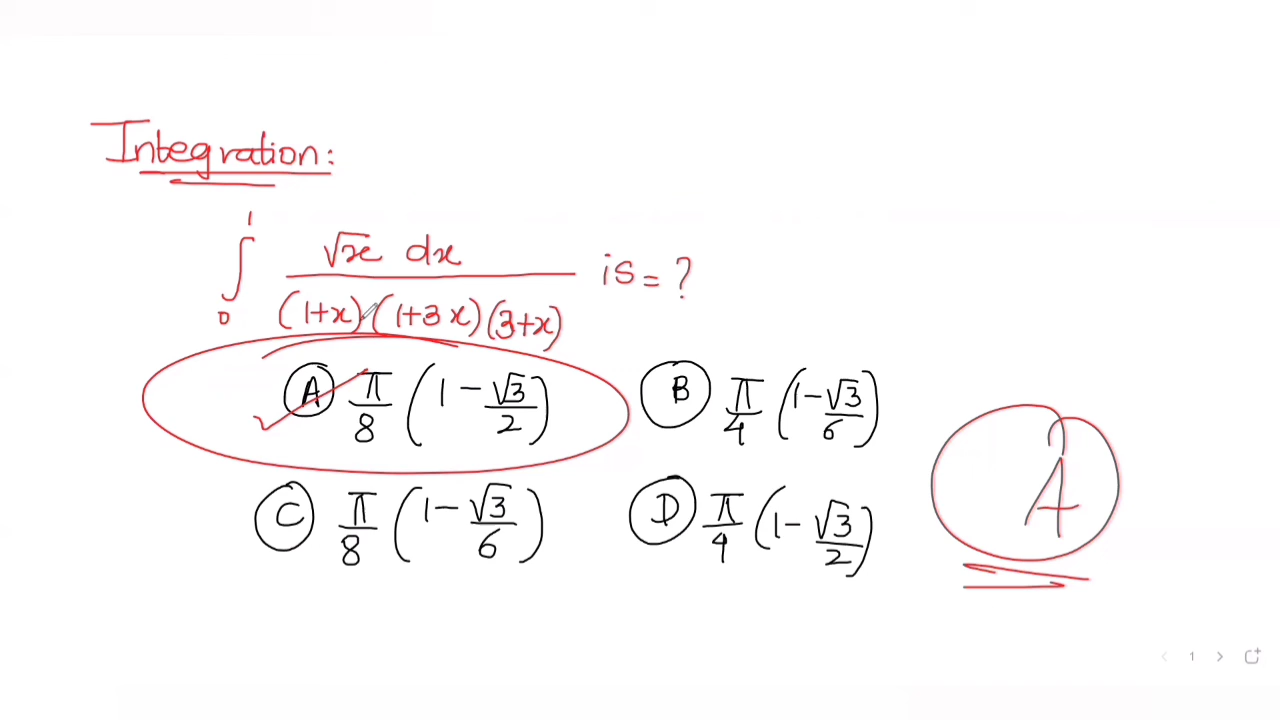 Integration:
∫₀¹ √x dx / (1+x)(1+3x)(3+x) is = ?
A π/8 (1 - √3/2) B π/4 (1 - √3/6)
C π/8 (1 - √3/6) D π/4 (1 - √3/2)
A
1